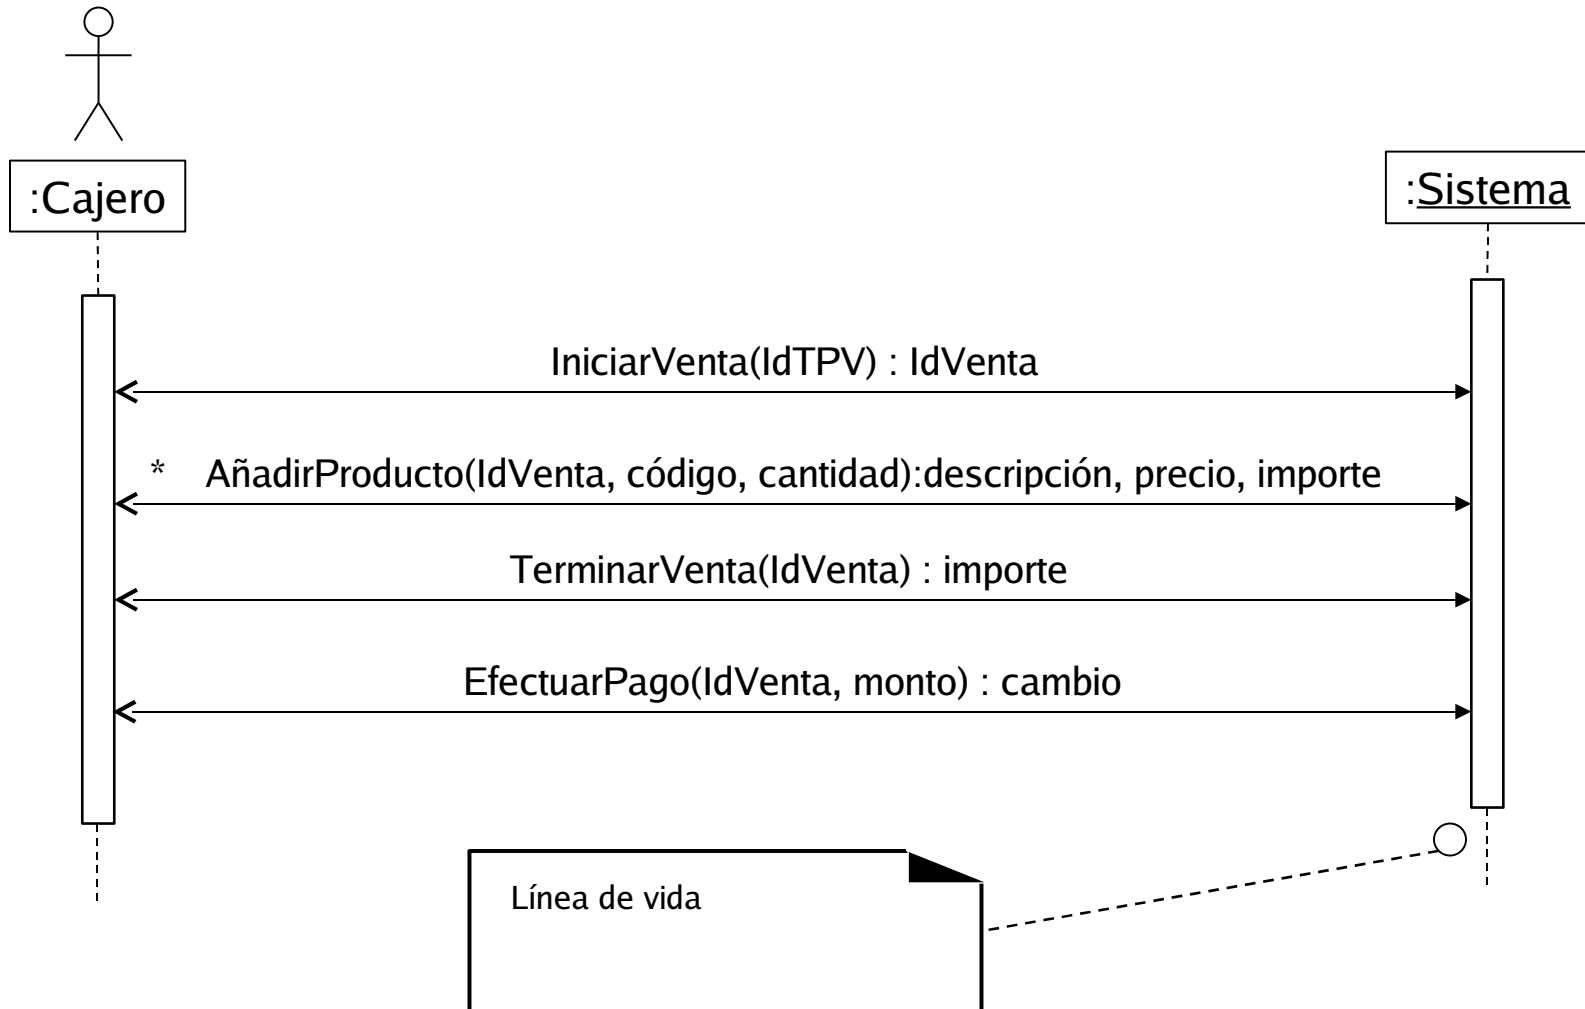 :Cajero
:Sistema
IniciarVenta(IdTPV) : IdVenta
* AñadirProducto(IdVenta, código, cantidad):descripción, precio, importe
TerminarVenta(IdVenta) : importe
EfectuarPago(IdVenta, monto) : cambio
Línea de vida